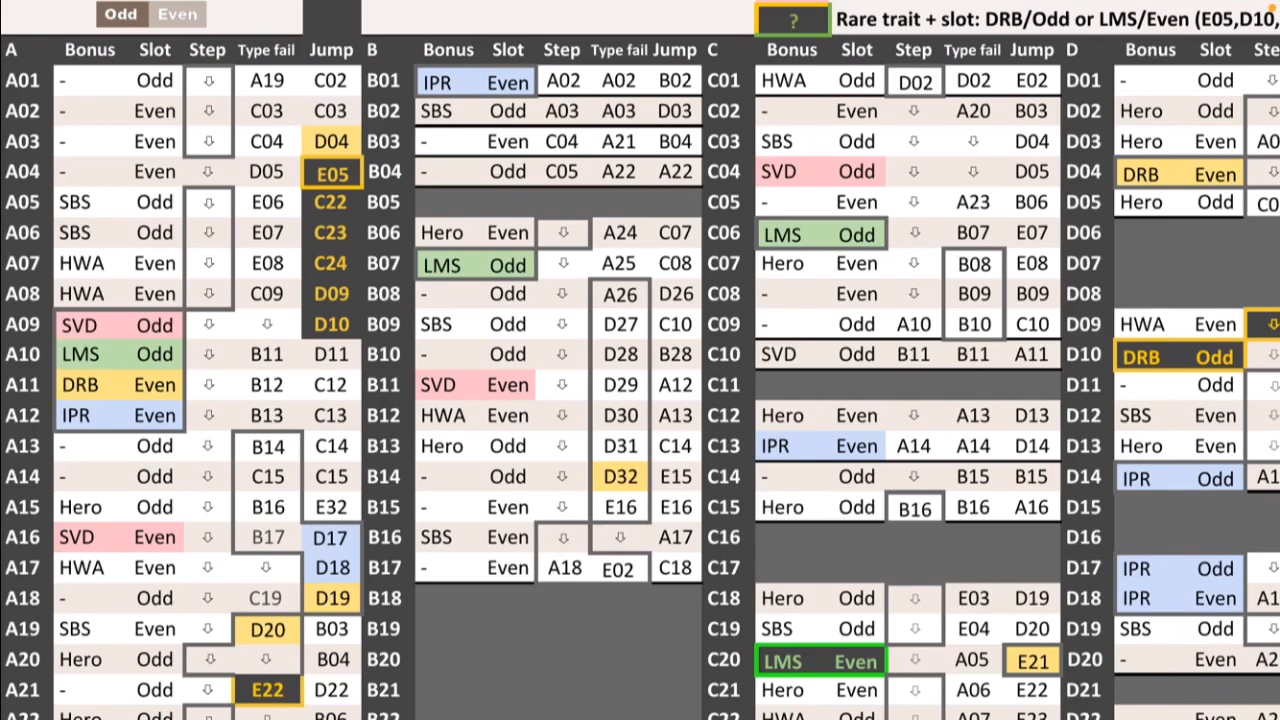 Odd Even
? Rare trait + slot: DRB/Odd or LMS/Even (E05,D10,
A Bonus Slot Step Type fail Jump B Bonus Slot Step Type fail Jump C Bonus Slot Step Type fail Jump D Bonus Slot Ste
A01 - Odd ⇩ A19 C02 B01 IPR Even A02 A02 B02 C01 HWA Odd D02 D02 E02 D01 - Odd ⇩
A02 - Even ⇩ C03 C03 B02 SBS Odd A03 A03 D03 C02 - Even ⇩ A20 B03 D02 Hero Odd ⇩
A03 - Even ⇩ C04 D04 B03 - Even C04 A21 B04 C03 SBS Odd ⇩ ⇩ D04 D03 Hero Even A0
A04 - Even ⇩ D05 E05 B04 - Odd C05 A22 A22 C04 SVD Odd ⇩ ⇩ D05 D04 DRB Even ⇩
A05 SBS Odd ⇩ E06 C22 B05 C05 - Even ⇩ A23 B06 D05 Hero Odd C0
A06 SBS Odd ⇩ E07 C23 B06 Hero Even ⇩ A24 C07 C06 LMS Odd ⇩ B07 E07 D06
A07 HWA Even ⇩ E08 C24 B07 LMS Odd ⇩ A25 C08 C07 Hero Even ⇩ B08 E08 D07
A08 HWA Even ⇩ C09 D09 B08 - Odd ⇩ A26 D26 C08 - Even ⇩ B09 B09 D08
A09 SVD Odd ⇩ ⇩ D10 B09 SBS Odd ⇩ D27 C10 C09 - Odd A10 B10 C10 D09 HWA Even ⇩
A10 LMS Odd ⇩ B11 D11 B10 - Odd ⇩ D28 B28 C10 SVD Odd B11 B11 A11 D10 DRB Odd ⇩
A11 DRB Even ⇩ B12 C12 B11 SVD Even ⇩ D29 A12 C11 D11 - Odd ⇩
A12 IPR Even ⇩ B13 C13 B12 HWA Even ⇩ D30 A13 C12 Hero Even ⇩ A13 D13 D12 SBS Even ⇩
A13 - Odd ⇩ B14 C14 B13 Hero Odd ⇩ D31 C14 C13 IPR Even A14 A14 D14 D13 Hero Even ⇩
A14 - Odd ⇩ C15 C15 B14 - Odd ⇩ D32 E15 C14 - Odd ⇩ B15 B15 D14 IPR Odd A1
A15 Hero Odd ⇩ B16 E32 B15 - Even ⇩ E16 E16 C15 Hero Odd B16 B16 A16 D15
A16 SVD Even ⇩ B17 D17 B16 SBS Even ⇩ ⇩ A17 C16 D16
A17 HWA Even ⇩ ⇩ D18 B17 - Even A18 E02 C18 C17 D17 IPR Odd ⇩
A18 - Odd ⇩ C19 D19 B18 C18 Hero Odd ⇩ E03 D19 D18 IPR Even A1
A19 SBS Even ⇩ D20 B03 B19 C19 SBS Odd ⇩ E04 D20 D19 SBS Odd ⇩
A20 Hero Odd ⇩ ⇩ B04 B20 C20 LMS Even ⇩ A05 E21 D20 - Even A2
A21 - Odd ⇩ E22 D22 B21 C21 Hero Even ⇩ A06 E22 D21
A22 Hero Odd ⇩ ⇩ B06 B22 C22 HWA Odd ⇩ A07 E23 D22